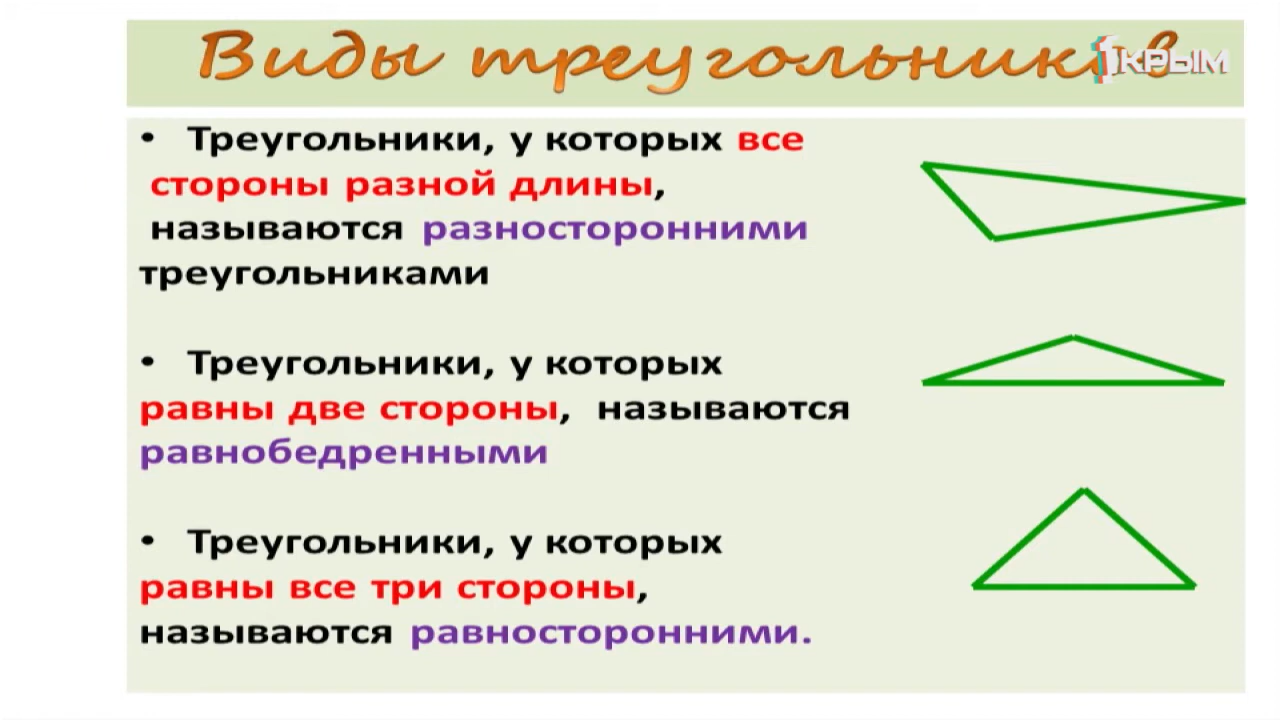 Виды треугольников
1КРЫМ
• Треугольники, у которых все
стороны разной длины,
называются разносторонними
треугольниками
• Треугольники, у которых
равны две стороны, называются
равнобедренными
• Треугольники, у которых
равны все три стороны,
называются равносторонними.